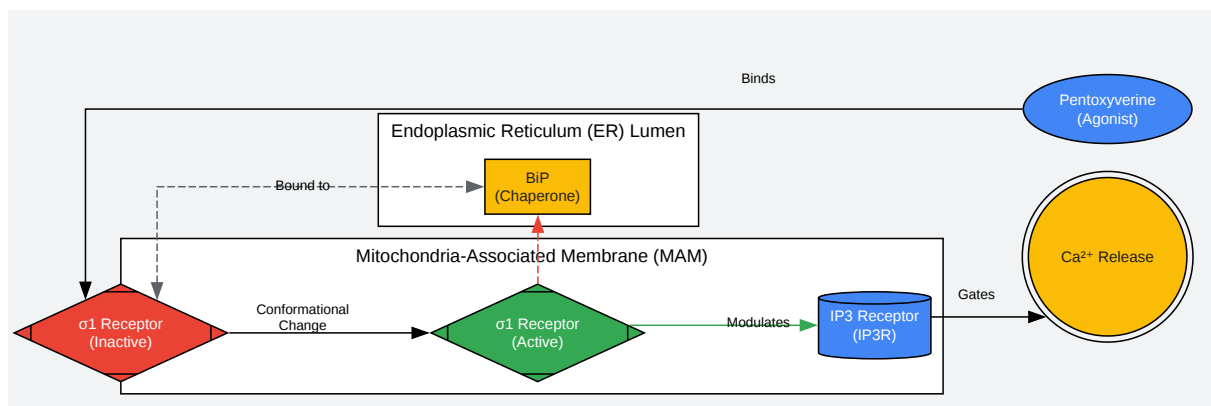 Binds
Pentoxyverine
(Agonist)
Endoplasmic Reticulum (ER) Lumen
BiP
(Chaperone)
Bound to
Mitochondria-Associated Membrane (MAM)
Ca²⁺ Release
σ1 Receptor
(Inactive)
Conformational
Change
σ1 Receptor
(Active)
Modulates
IP3 Receptor
(IP3R)
Gates